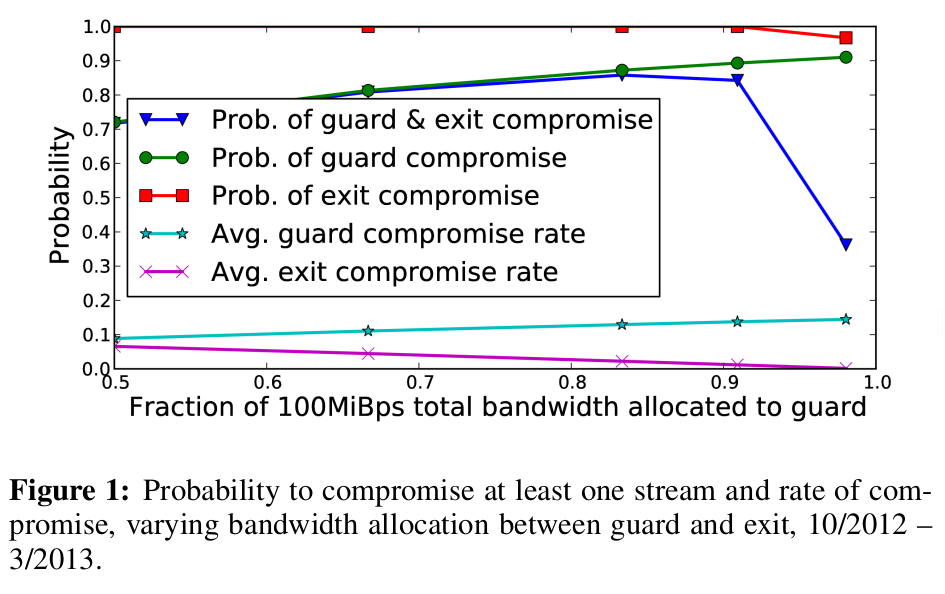 1.0
0.9
0.8
0.7
0.6
0.5
0.4
0.3
0.2
0.1
0.0
Probability
Prob. of guard & exit compromise
Prob. of guard compromise
Prob. of exit compromise
Avg. guard compromise rate
Avg. exit compromise rate
0.5 0.6 0.7 0.8 0.9 1.0
Fraction of 100MiBps total bandwidth allocated to guard
Figure 1: Probability to compromise at least one stream and rate of com-
promise, varying bandwidth allocation between guard and exit, 10/2012 –
3/2013.